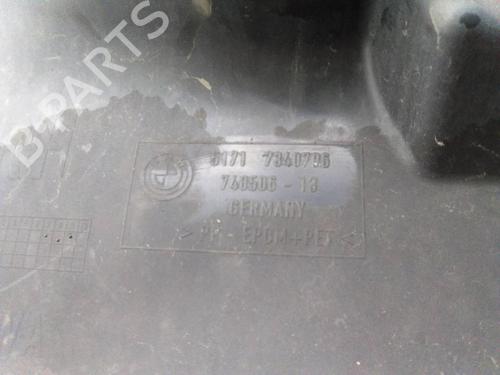 B-PARTS
5171 7340796
740506-13
GERMANY
> PP - EPDM+PET <